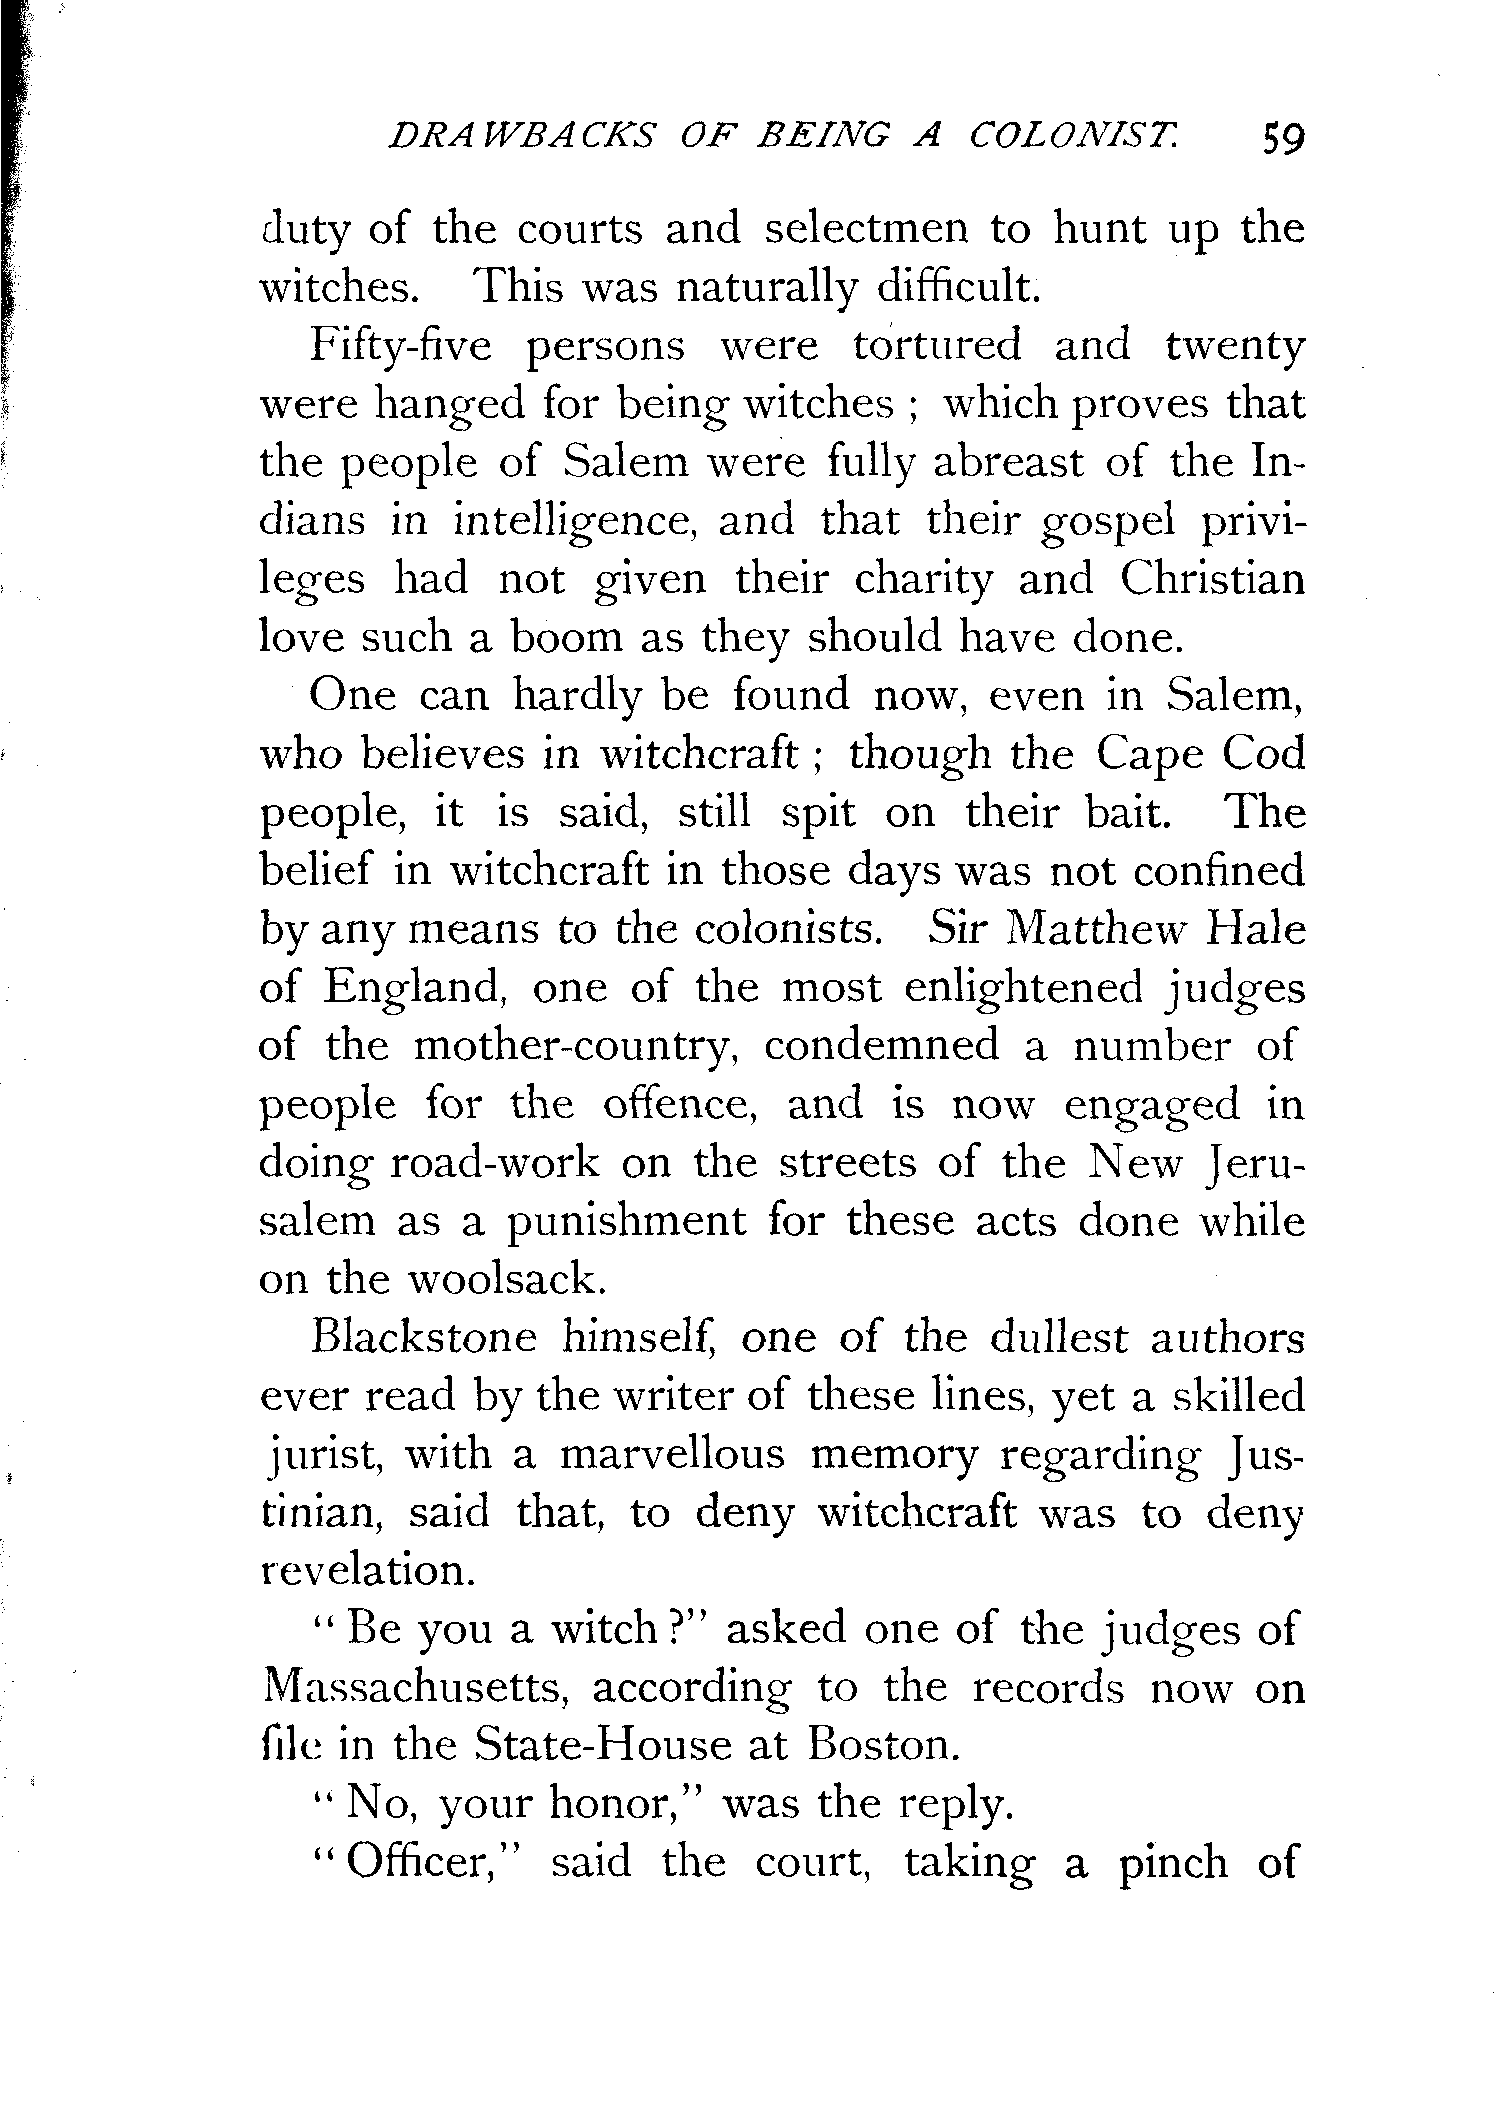 DRAWBACKS OF BEING A COLONIST. 59
duty of the courts and selectmen to hunt up the
witches. This was naturally difficult.
Fifty-five persons were tortured and twenty
were hanged for being witches ; which proves that
the people of Salem were fully abreast of the In-
dians in intelligence, and that their gospel privi-
leges had not given their charity and Christian
love such a boom as they should have done.
One can hardly be found now, even in Salem,
who believes in witchcraft ; though the Cape Cod
people, it is said, still spit on their bait. The
belief in witchcraft in those days was not confined
by any means to the colonists. Sir Matthew Hale
of England, one of the most enlightened judges
of the mother-country, condemned a number of
people for the offence, and is now engaged in
doing road-work on the streets of the New Jeru-
salem as a punishment for these acts done while
on the woolsack.
Blackstone himself, one of the dullest authors
ever read by the writer of these lines, yet a skilled
jurist, with a marvellous memory regarding Jus-
tinian, said that, to deny witchcraft was to deny
revelation.
" Be you a witch ?" asked one of the judges of
Massachusetts, according to the records now on
file in the State-House at Boston.
" No, your honor," was the reply.
" Officer," said the court, taking a pinch of